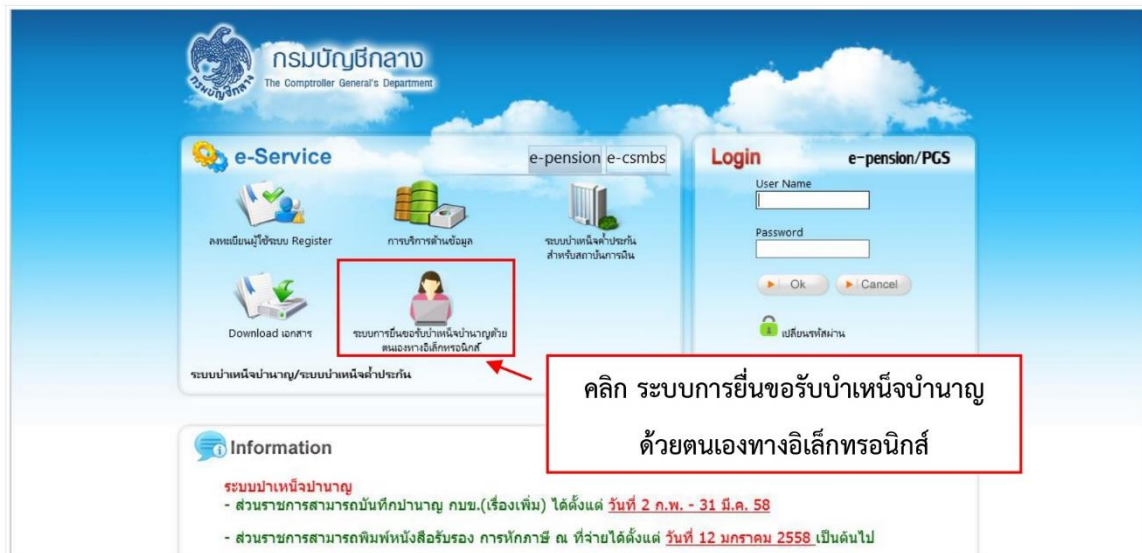 กรมบัญชีกลาง
The Comptroller General's Department
กรมบัญชีกลาง
e-Service
e-pension e-csmbs
ลงทะเบียนผู้ใช้ระบบ Register
การบริการด้านข้อมูล
ระบบบำเหน็จค้ำประกัน
สำหรับสถาบันการเงิน
Download เอกสาร
ระบบการยื่นขอรับบำเหน็จบำนาญด้วย
ตนเองทางอิเล็กทรอนิกส์
ระบบบำเหน็จบำนาญ/ระบบบำเหน็จค้ำประกัน
Login e-pension/PGS
User Name
Password
Ok Cancel
เปลี่ยนรหัสผ่าน
คลิก ระบบการยื่นขอรับบำเหน็จบำนาญ
ด้วยตนเองทางอิเล็กทรอนิกส์
Information
ระบบบำเหน็จบำนาญ
- ส่วนราชการสามารถบันทึกบำนาญ กบข.(เรื่องเพิ่ม) ได้ตั้งแต่ วันที่ 2 ก.พ. - 31 มี.ค. 58
- ส่วนราชการสามารถพิมพ์หนังสือรับรอง การหักภาษี ณ ที่จ่ายได้ตั้งแต่ วันที่ 12 มกราคม 2558 เป็นต้นไป